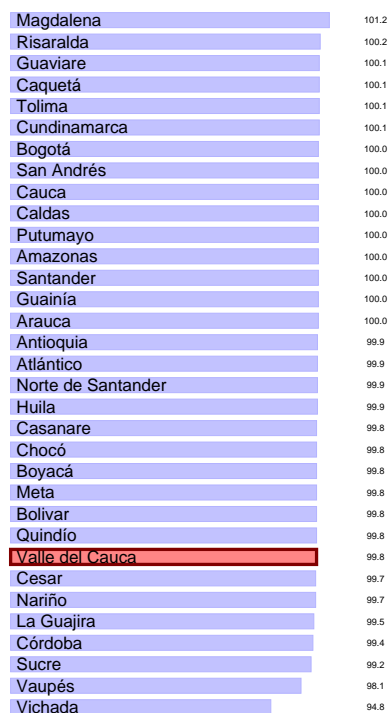 Magdalena 101.2
Risaralda 100.2
Guaviare 100.1
Caquetá 100.1
Tolima 100.1
Cundinamarca 100.1
Bogotá 100.0
San Andrés 100.0
Cauca 100.0
Caldas 100.0
Putumayo 100.0
Amazonas 100.0
Santander 100.0
Guainía 100.0
Arauca 100.0
Antioquia 99.9
Atlántico 99.9
Norte de Santander 99.9
Huila 99.9
Casanare 99.8
Chocó 99.8
Boyacá 99.8
Meta 99.8
Bolivar 99.8
Quindío 99.8
Valle del Cauca 99.8
Cesar 99.7
Nariño 99.7
La Guajira 99.5
Córdoba 99.4
Sucre 99.2
Vaupés 98.1
Vichada 94.8